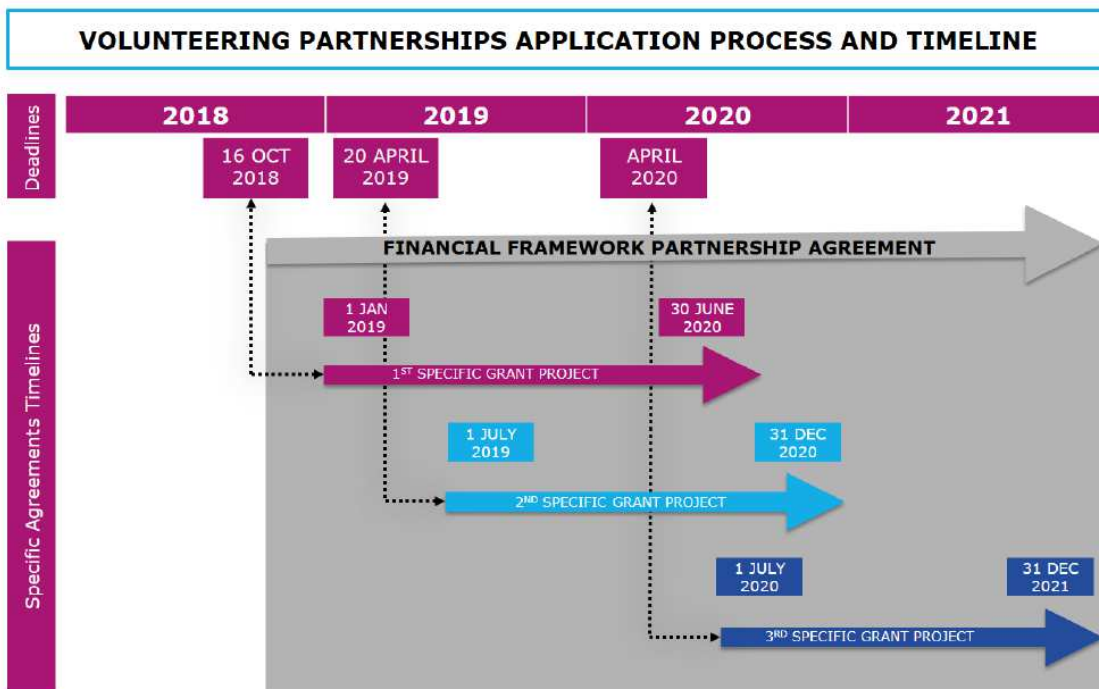 VOLUNTEERING PARTNERSHIPS APPLICATION PROCESS AND TIMELINE
Deadlines
2018
2019
2020
2021
16 OCT
2018
20 APRIL
2019
APRIL
2020
Specific Agreements Timelines
FINANCIAL FRAMEWORK PARTNERSHIP AGREEMENT
1 JAN
2019
30 JUNE
2020
1ST SPECIFIC GRANT PROJECT
1 JULY
2019
31 DEC
2020
2ND SPECIFIC GRANT PROJECT
1 JULY
2020
31 DEC
2021
3RD SPECIFIC GRANT PROJECT